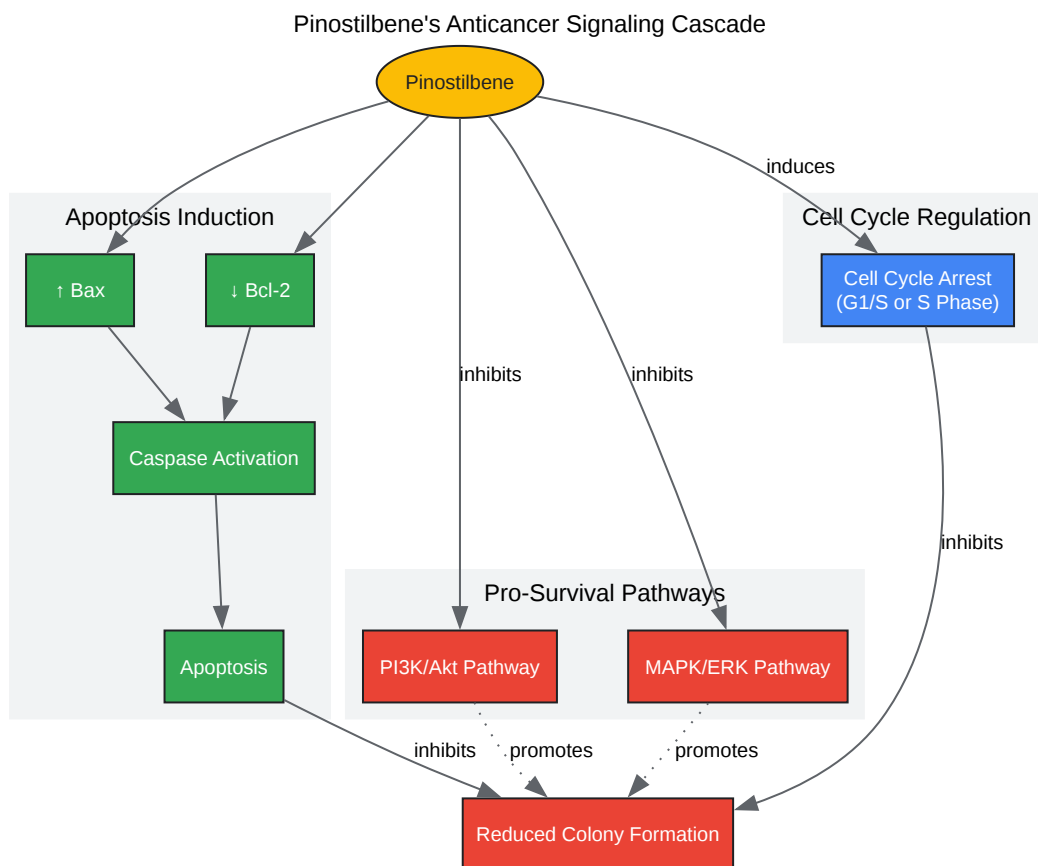 Pinostilbene's Anticancer Signaling Cascade
Pinostilbene
induces
Apoptosis Induction
Cell Cycle Regulation
↑ Bax
↓ Bcl-2
Cell Cycle Arrest
(G1/S or S Phase)
inhibits
inhibits
Caspase Activation
inhibits
Pro-Survival Pathways
Apoptosis
PI3K/Akt Pathway
MAPK/ERK Pathway
inhibits
promotes
promotes
Reduced Colony Formation